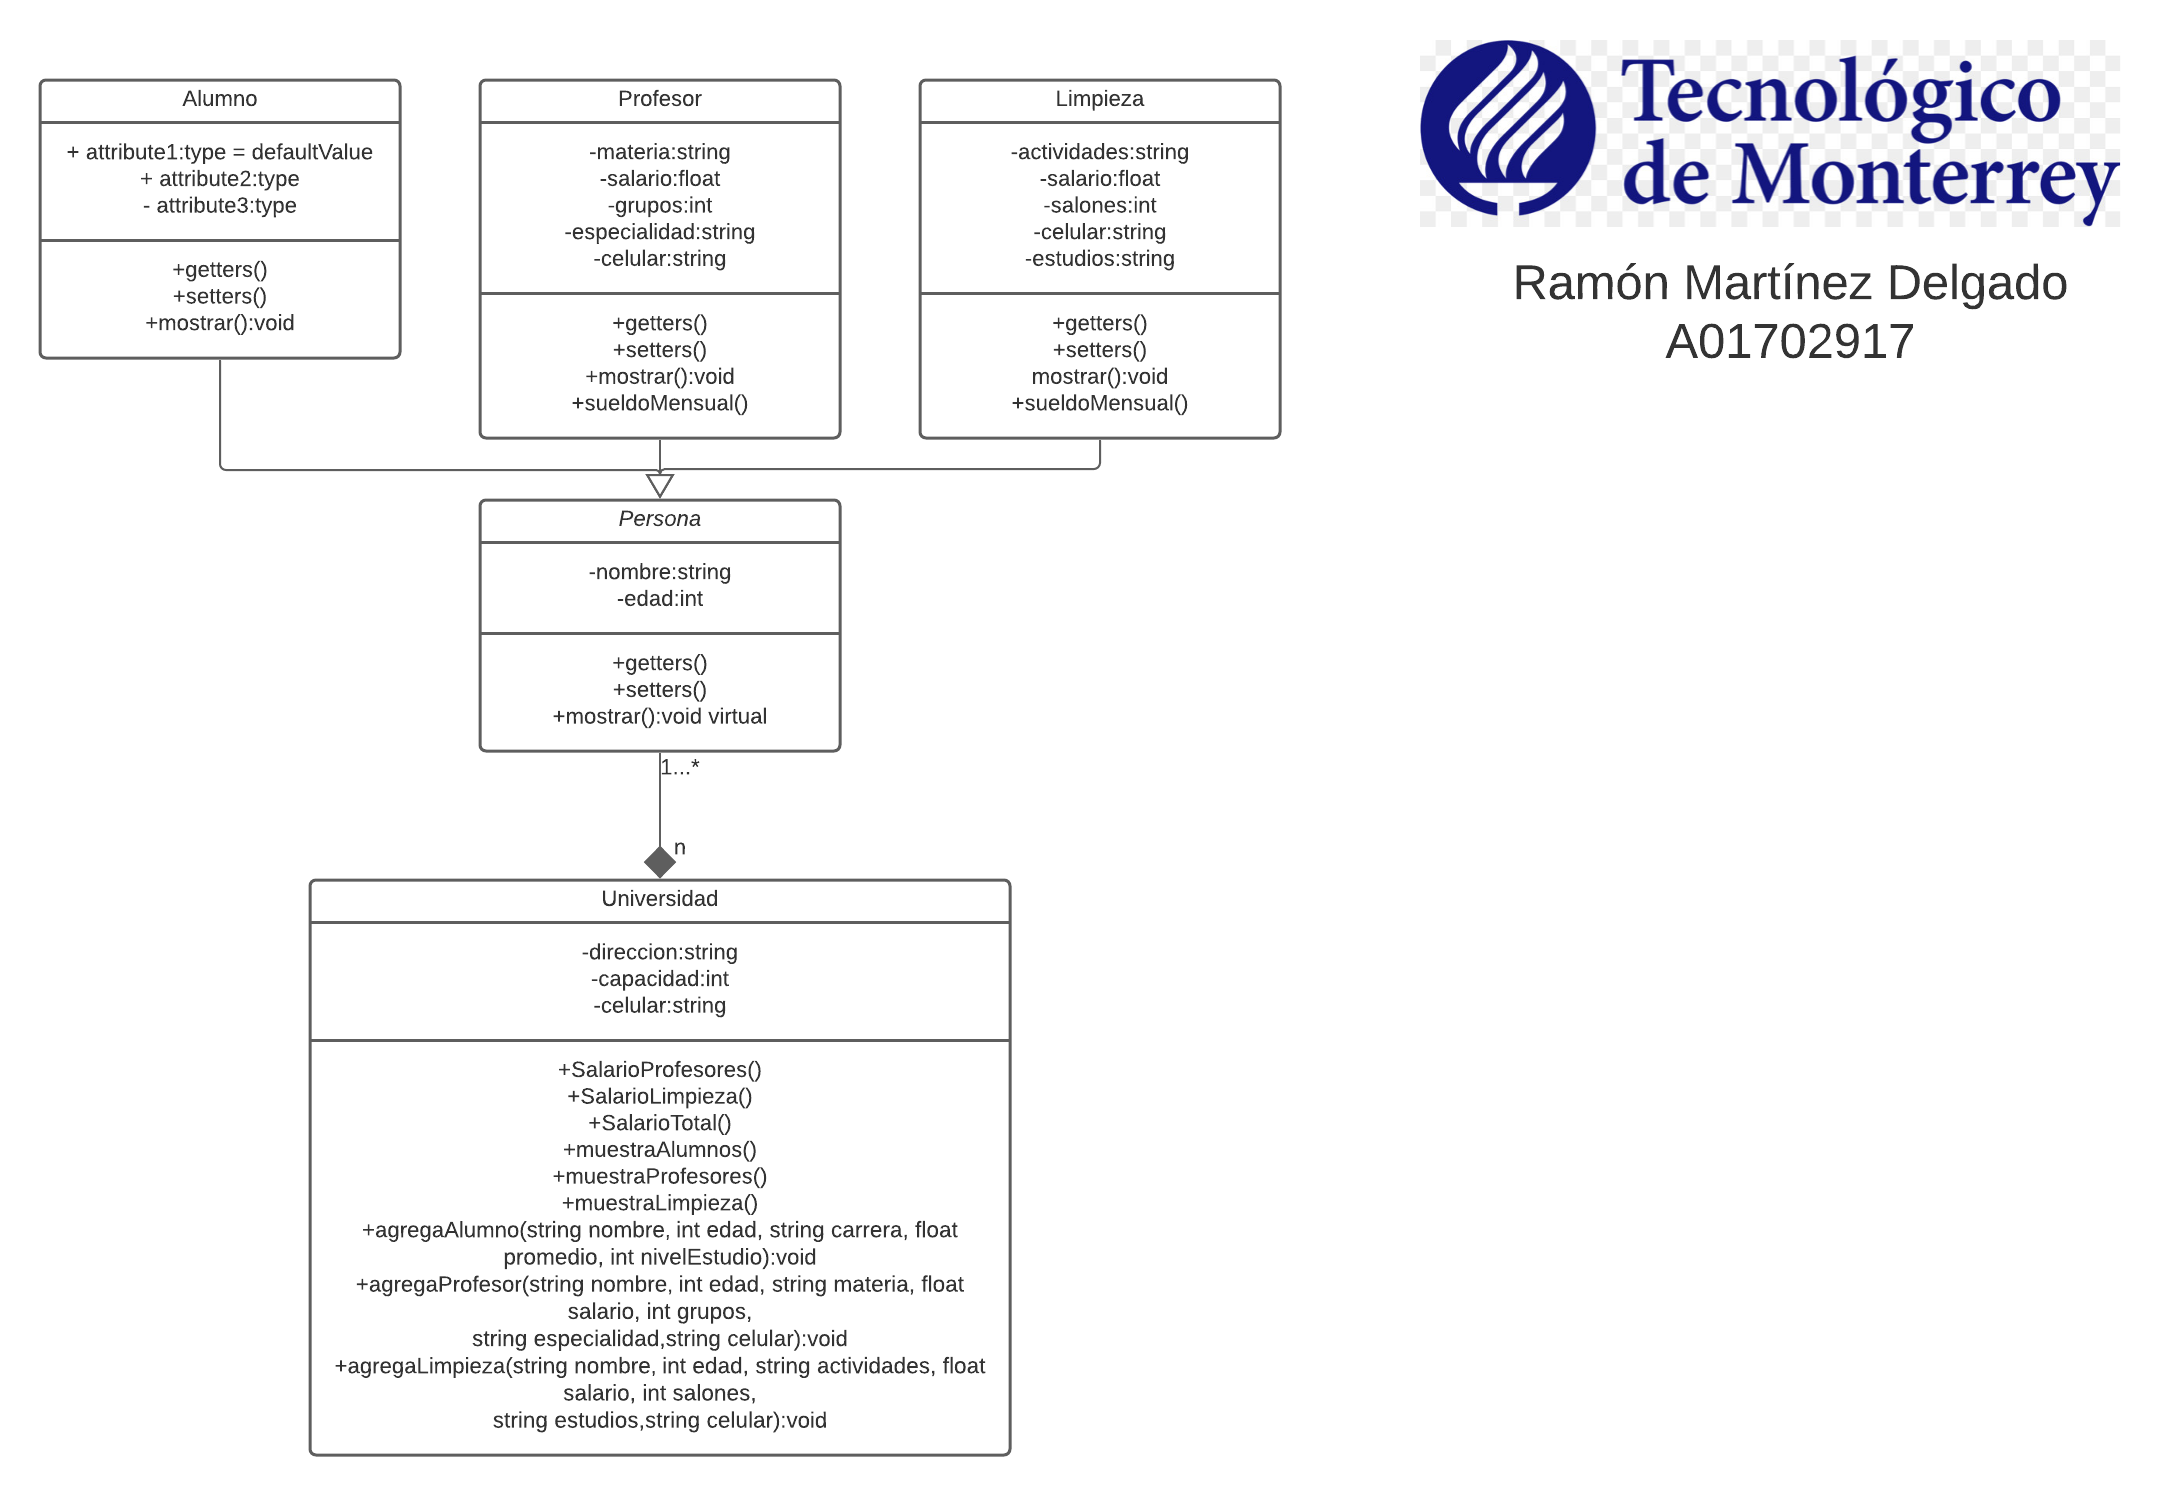 Alumno
+ attribute1:type = defaultValue
+ attribute2:type
- attribute3:type
+getters()
+setters()
+mostrar():void
Profesor
-materia:string
-salario:float
-grupos:int
-especialidad:string
-celular:string
+getters()
+setters()
+mostrar():void
+sueldoMensual()
Limpieza
-actividades:string
-salario:float
-salones:int
-celular:string
-estudios:string
+getters()
+setters()
mostrar():void
+sueldoMensual()
Tecnológico
de Monterrey
Ramón Martínez Delgado
A01702917
Persona
-nombre:string
-edad:int
+getters()
+setters()
+mostrar():void virtual
1...*
n
Universidad
-direccion:string
-capacidad:int
-celular:string
+SalarioProfesores()
+SalarioLimpieza()
+SalarioTotal()
+muestraAlumnos()
+muestraProfesores()
+muestraLimpieza()
+agregaAlumno(string nombre, int edad, string carrera, float
promedio, int nivelEstudio):void
+agregaProfesor(string nombre, int edad, string materia, float
salario, int grupos,
string especialidad,string celular):void
+agregaLimpieza(string nombre, int edad, string actividades, float
salario, int salones,
string estudios,string celular):void